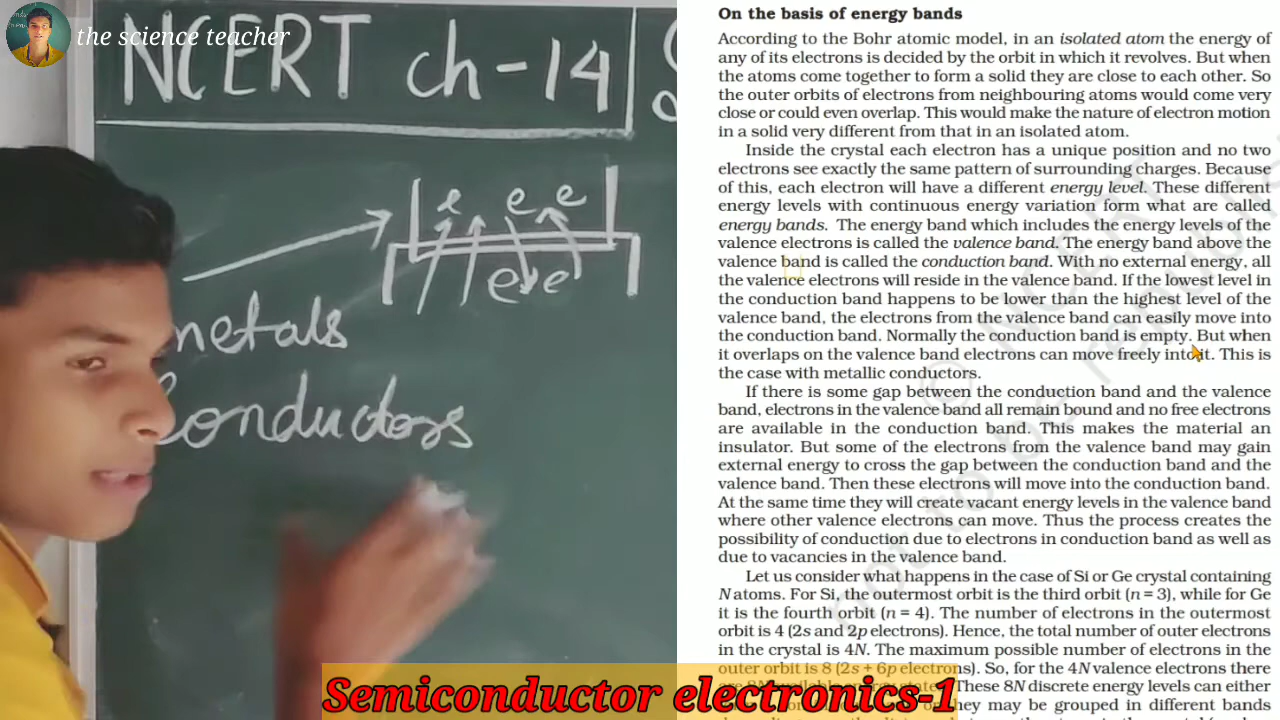 the science teacher
NCERT ch-14
e e e
e e
metals
Conductors
On the basis of energy bands
According to the Bohr atomic model, in an isolated atom the energy of
any of its electrons is decided by the orbit in which it revolves. But when
the atoms come together to form a solid they are close to each other. So
the outer orbits of electrons from neighbouring atoms would come very
close or could even overlap. This would make the nature of electron motion
in a solid very different from that in an isolated atom.
Inside the crystal each electron has a unique position and no two
electrons see exactly the same pattern of surrounding charges. Because
of this, each electron will have a different energy level. These different
energy levels with continuous energy variation form what are called
energy bands. The energy band which includes the energy levels of the
valence electrons is called the valence band. The energy band above the
valence band is called the conduction band. With no external energy, all
the valence electrons will reside in the valence band. If the lowest level in
the conduction band happens to be lower than the highest level of the
valence band, the electrons from the valence band can easily move into
the conduction band. Normally the conduction band is empty. But when
it overlaps on the valence band electrons can move freely into it. This is
the case with metallic conductors.
If there is some gap between the conduction band and the valence
band, electrons in the valence band all remain bound and no free electrons
are available in the conduction band. This makes the material an
insulator. But some of the electrons from the valence band may gain
external energy to cross the gap between the conduction band and the
valence band. Then these electrons will move into the conduction band.
At the same time they will create vacant energy levels in the valence band
where other valence electrons can move. Thus the process creates the
possibility of conduction due to electrons in conduction band as well as
due to vacancies in the valence band.
Let us consider what happens in the case of Si or Ge crystal containing
N atoms. For Si, the outermost orbit is the third orbit (n = 3), while for Ge
it is the fourth orbit (n = 4). The number of electrons in the outermost
orbit is 4 (2s and 2p electrons). Hence, the total number of outer electrons
in the crystal is 4N. The maximum possible number of electrons in the
outer orbit is 8 (2s + 6p electrons). So, for the 4N valence electrons there
These 8N discrete energy levels can either
they may be grouped in different bands
© NCERT
not to be republished
Semiconductor electronics-1